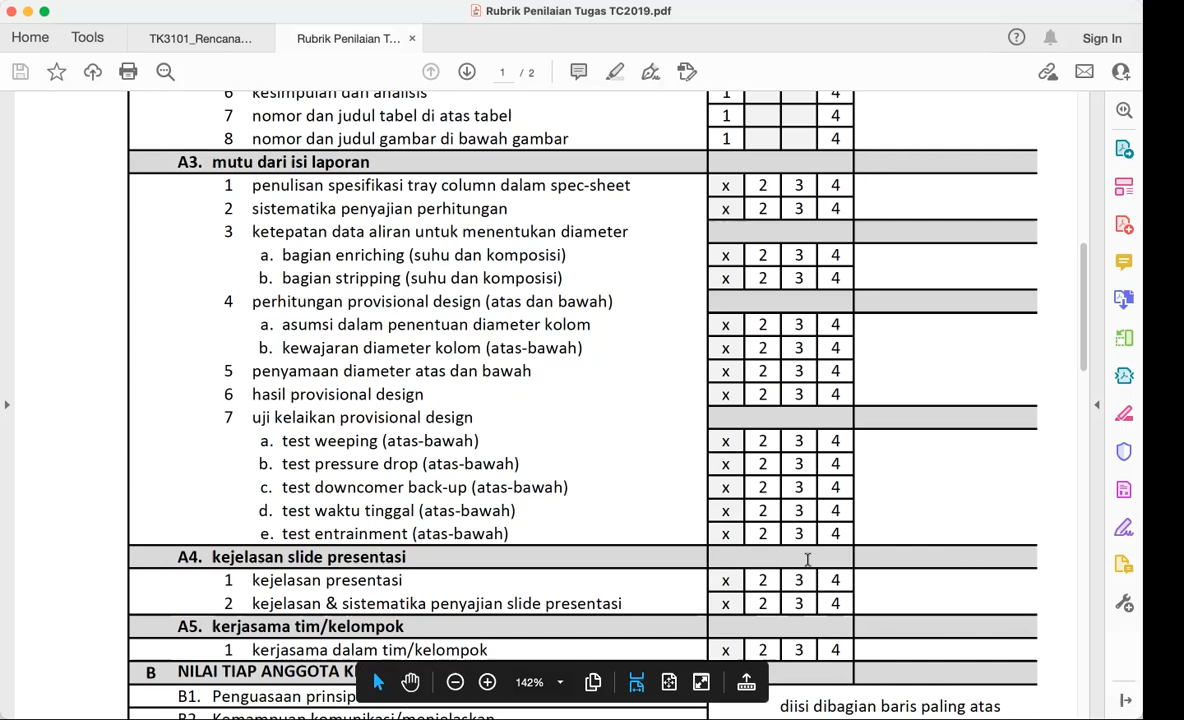 Rubrik Penilaian Tugas TC2019.pdf
Home Tools TK3101_Rencana... Rubrik Penilaian T... × Sign In
1 / 2
6 kesimpulan dan analisis 1 4
7 nomor dan judul tabel di atas tabel 1 4
8 nomor dan judul gambar di bawah gambar 1 4
A3. mutu dari isi laporan
1 penulisan spesifikasi tray column dalam spec-sheet x 2 3 4
2 sistematika penyajian perhitungan x 2 3 4
3 ketepatan data aliran untuk menentukan diameter
a. bagian enriching (suhu dan komposisi) x 2 3 4
b. bagian stripping (suhu dan komposisi) x 2 3 4
4 perhitungan provisional design (atas dan bawah)
a. asumsi dalam penentuan diameter kolom x 2 3 4
b. kewajaran diameter kolom (atas-bawah) x 2 3 4
5 penyamaan diameter atas dan bawah x 2 3 4
6 hasil provisional design x 2 3 4
7 uji kelaikan provisional design
a. test weeping (atas-bawah) x 2 3 4
b. test pressure drop (atas-bawah) x 2 3 4
c. test downcomer back-up (atas-bawah) x 2 3 4
d. test waktu tinggal (atas-bawah) x 2 3 4
e. test entrainment (atas-bawah) x 2 3 4
A4. kejelasan slide presentasi
1 kejelasan presentasi x 2 3 4
2 kejelasan & sistematika penyajian slide presentasi x 2 3 4
A5. kerjasama tim/kelompok
1 kerjasama dalam tim/kelompok x 2 3 4
B NILAI TIAP ANGGOTA
142%
B1. Penguasaan prinsip
diisi dibagian baris paling atas
B2. Kemampuan komunikasi/menjelaskan